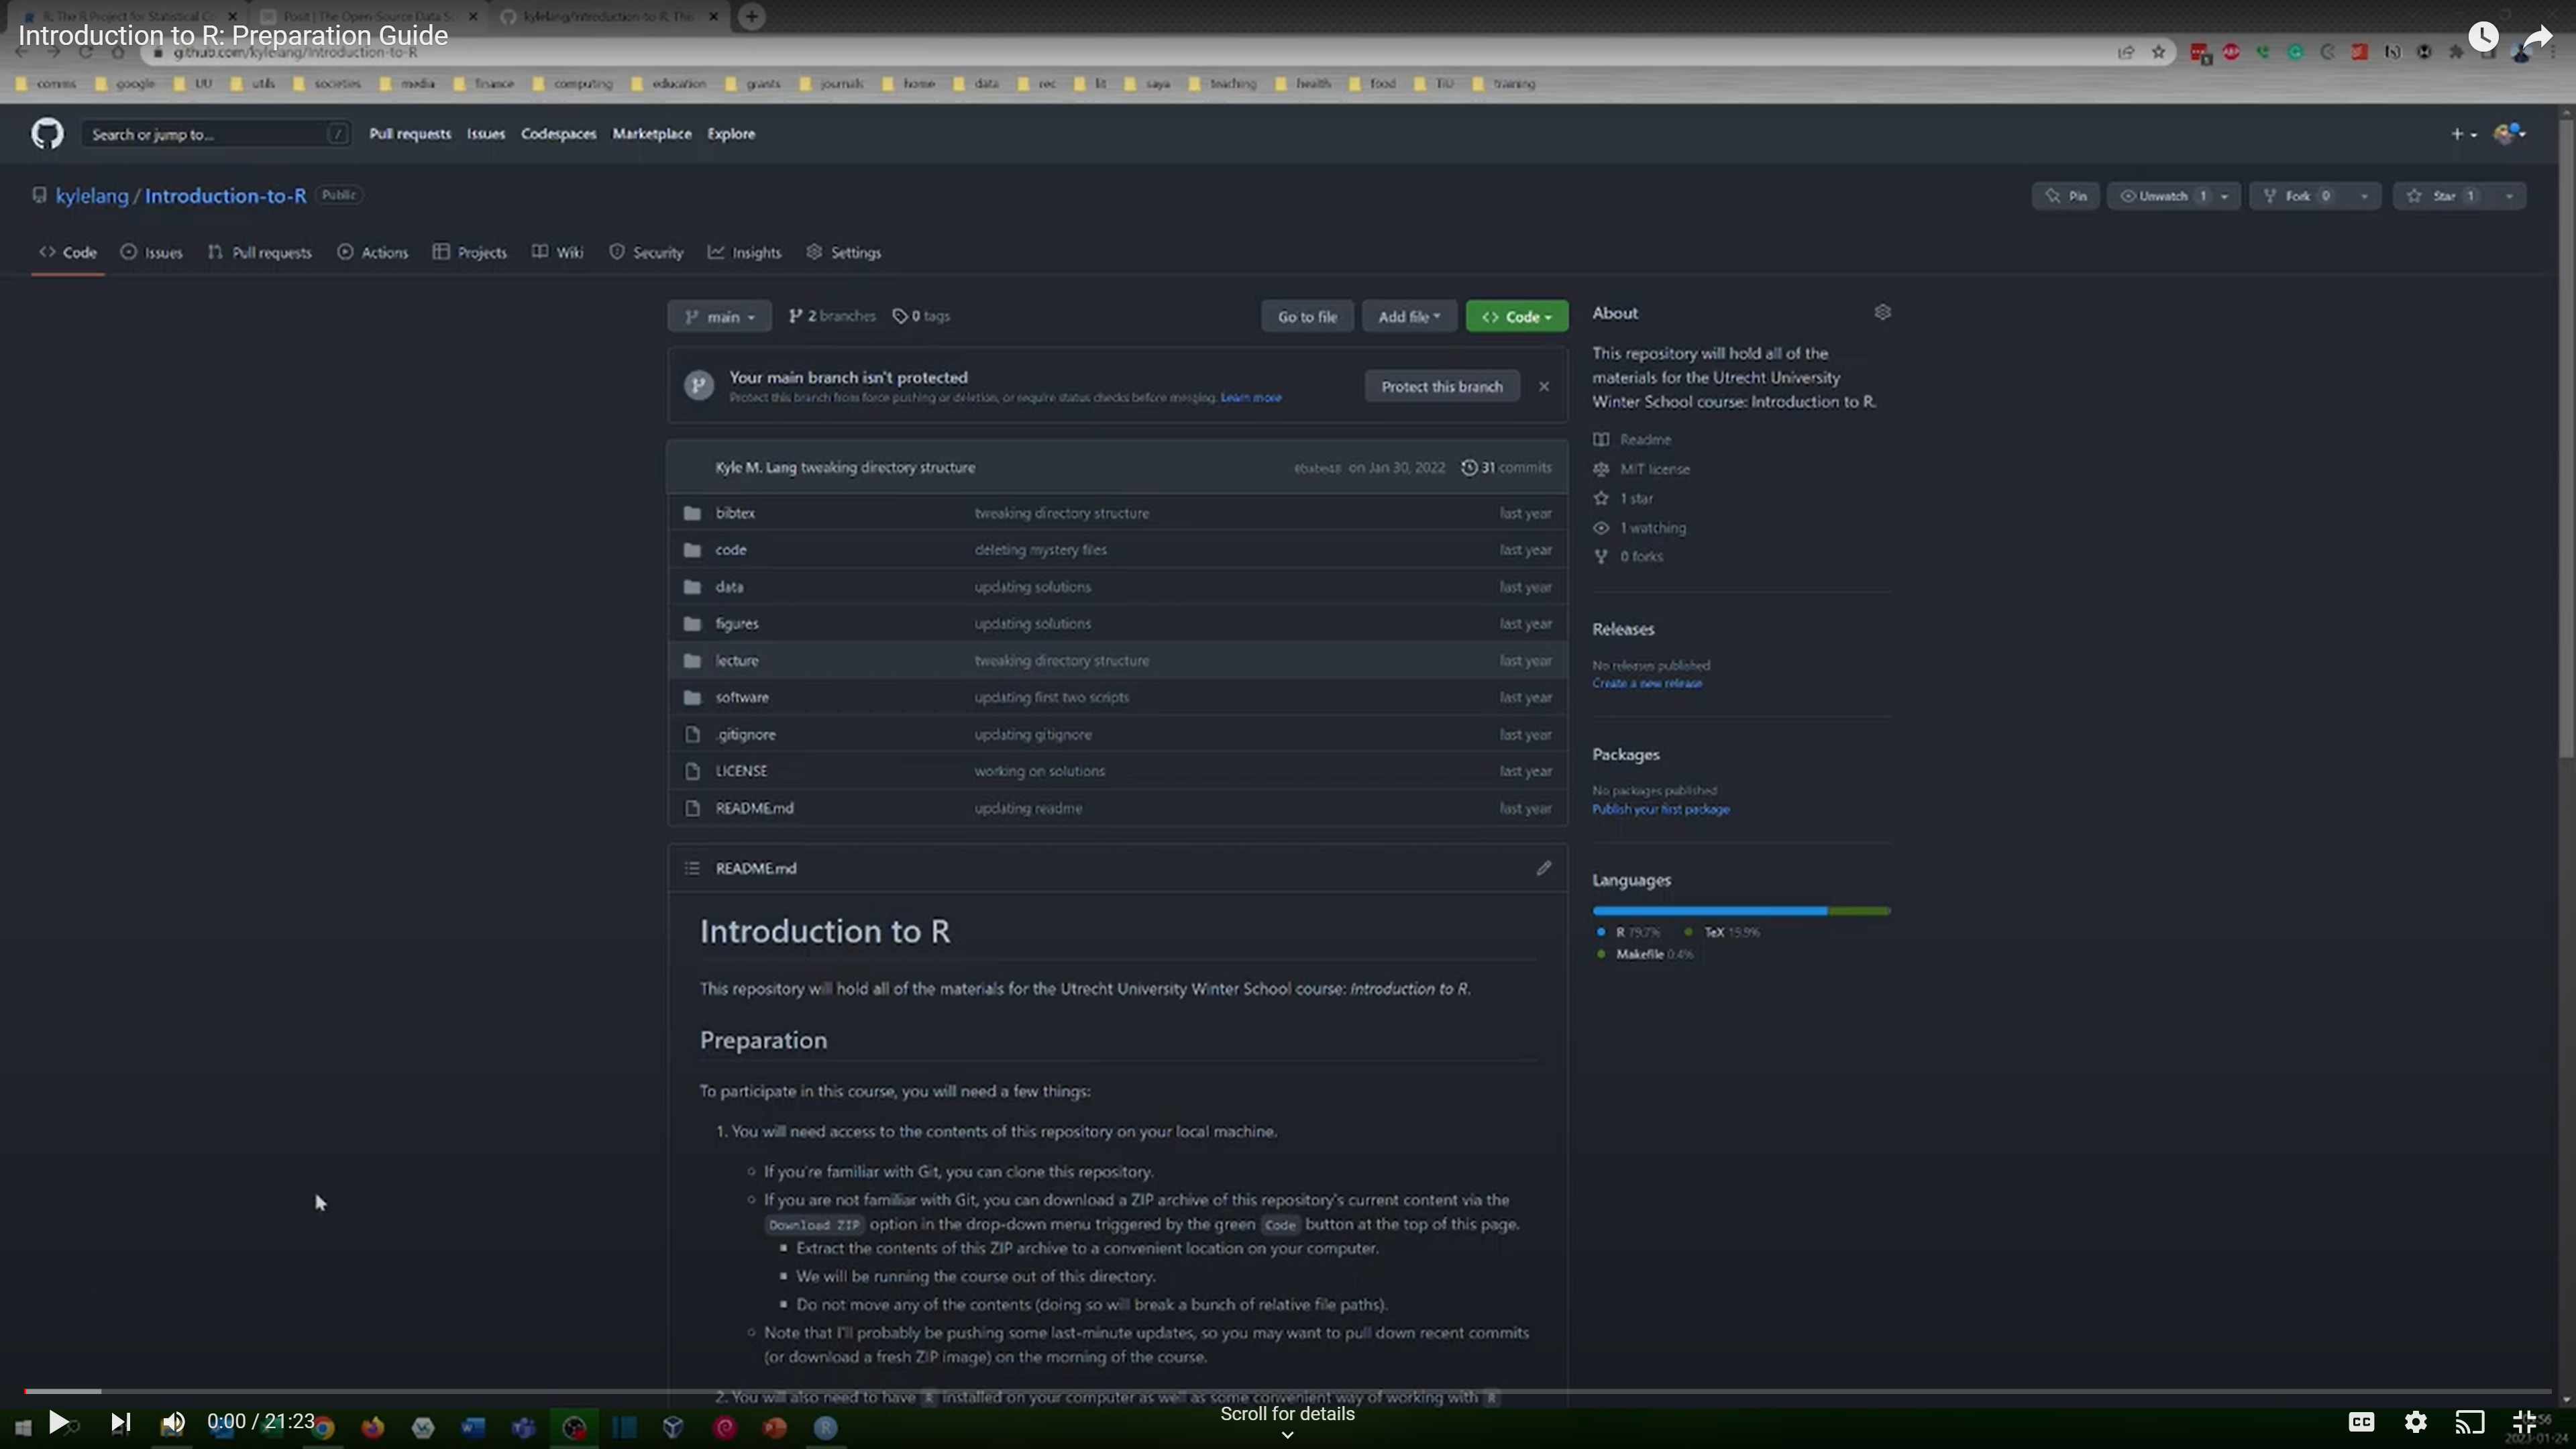 R: The R Project for Statistical Co
Posit | The Open-Source Data Sc
kylelang/Introduction-to-R: This
Introduction to R: Preparation Guide
github.com/kylelang/Introduction-to-R
comms google UU utils societies media finance computing education grants journals home data rec lit saya teaching health food TiU training
Search or jump to... /
Pull requests Issues Codespaces Marketplace Explore
kylelang / Introduction-to-R Public
Pin Unwatch 1 Fork 0 Star 1
Code Issues Pull requests Actions Projects Wiki Security Insights Settings
main 2 branches 0 tags
Go to file Add file Code
Your main branch isn't protected
Protect this branch from force pushing or deletion, or require status checks before merging. Learn more
Protect this branch
Kyle M. Lang tweaking directory structure on Jan 30, 2022 31 commits
bibtex tweaking directory structure last year
code deleting mystery files last year
data updating solutions last year
figures updating solutions last year
lecture tweaking directory structure last year
software updating first two scripts last year
.gitignore updating gitignore last year
LICENSE working on solutions last year
README.md updating readme last year
README.md
Introduction to R
This repository will hold all of the materials for the Utrecht University Winter School course: Introduction to R.
Preparation
To participate in this course, you will need a few things:
1. You will need access to the contents of this repository on your local machine.
If you're familiar with Git, you can clone this repository.
If you are not familiar with Git, you can download a ZIP archive of this repository's current content via the
Download ZIP option in the drop-down menu triggered by the green Code button at the top of this page.
Extract the contents of this ZIP archive to a convenient location on your computer.
We will be running the course out of this directory.
Do not move any of the contents (doing so will break a bunch of relative file paths).
Note that I'll probably be pushing some last-minute updates, so you may want to pull down recent commits
(or download a fresh ZIP image) on the morning of the course.
2. You will also need to have R installed on your computer as well as some convenient way of working with R
About
This repository will hold all of the
materials for the Utrecht University
Winter School course: Introduction to R.
Readme
MIT license
1 star
1 watching
0 forks
Releases
No releases published
Create a new release
Packages
No packages published
Publish your first package
Languages
R 79.7% TeX 19.9%
Makefile 0.4%
0:00 / 21:23
Scroll for details
CC
2023-01-24